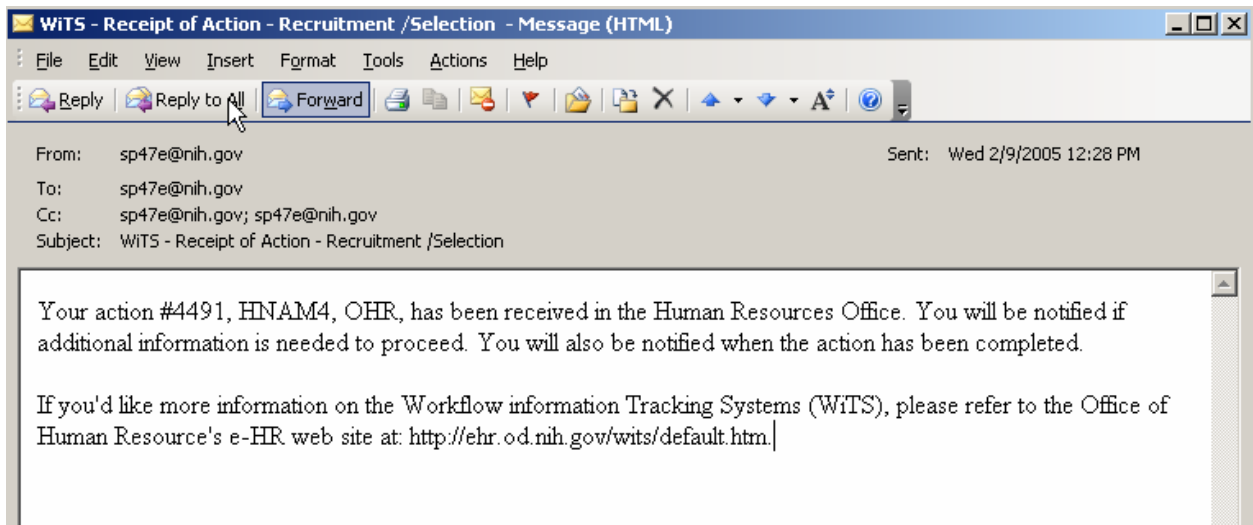 WiTS - Receipt of Action - Recruitment /Selection - Message (HTML)
File Edit View Insert Format Tools Actions Help
Reply Reply to All Forward
From: sp47e@nih.gov Sent: Wed 2/9/2005 12:28 PM
To: sp47e@nih.gov
Cc: sp47e@nih.gov; sp47e@nih.gov
Subject: WiTS - Receipt of Action - Recruitment /Selection
Your action #4491, HNAM4, OHR, has been received in the Human Resources Office. You will be notified if
additional information is needed to proceed. You will also be notified when the action has been completed.
If you'd like more information on the Workflow information Tracking Systems (WiTS), please refer to the Office of
Human Resource's e-HR web site at: http://ehr.od.nih.gov/wits/default.htm.